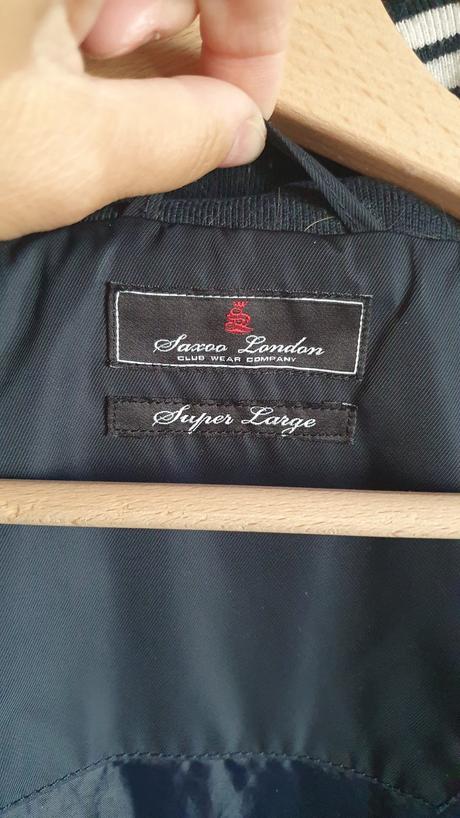 Saxoo London
CLUB WEAR COMPANY
Super Large